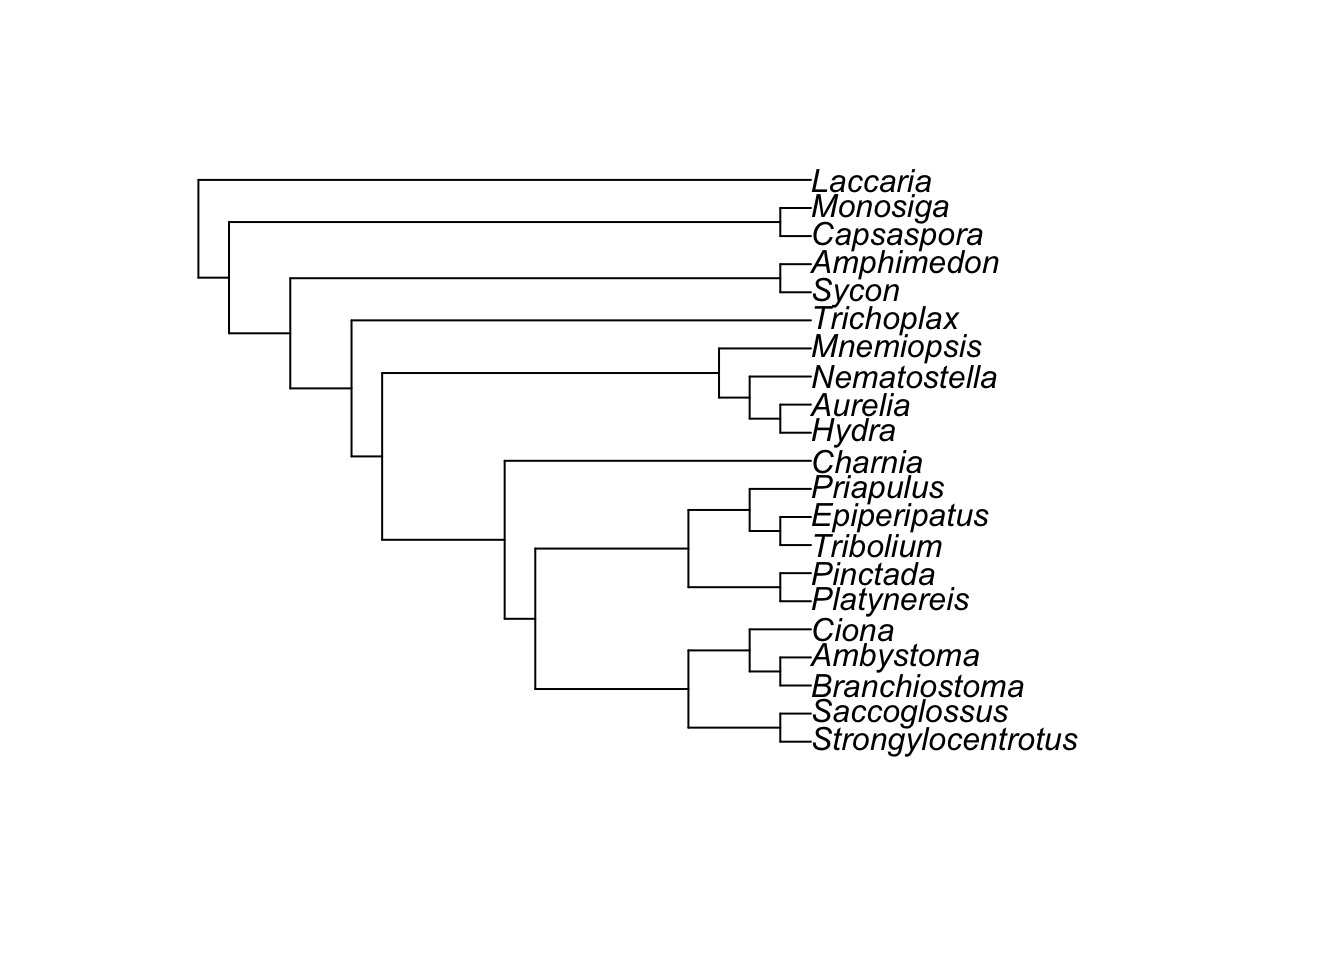 Laccaria
Monosiga
Capsaspora
Amphimedon
Sycon
Trichoplax
Mnemiopsis
Nematostella
Aurelia
Hydra
Charnia
Priapulus
Epiperipatus
Tribolium
Pinctada
Platynereis
Ciona
Ambystoma
Branchiostoma
Saccoglossus
Strongylocentrotus